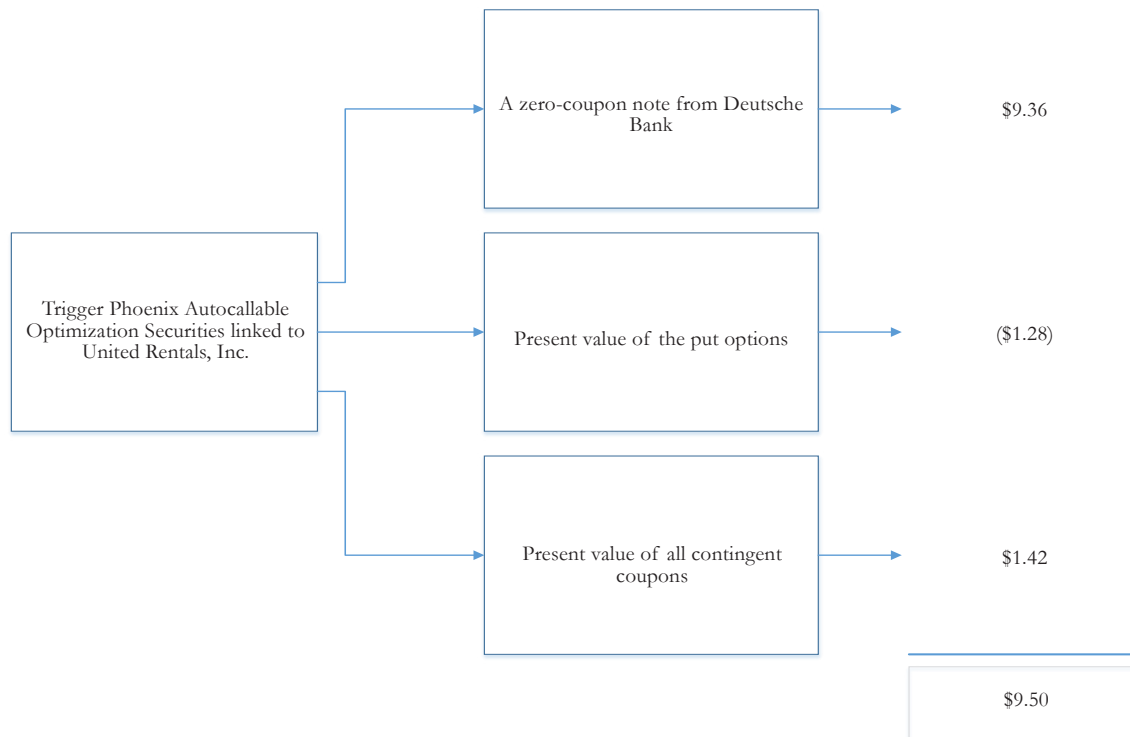 A zero-coupon note from Deutsche
Bank
$9.36
Trigger Phoenix Autocallable
Optimization Securities linked to
United Rentals, Inc.
Present value of the put options
($1.28)
Present value of all contingent
coupons
$1.42
$9.50